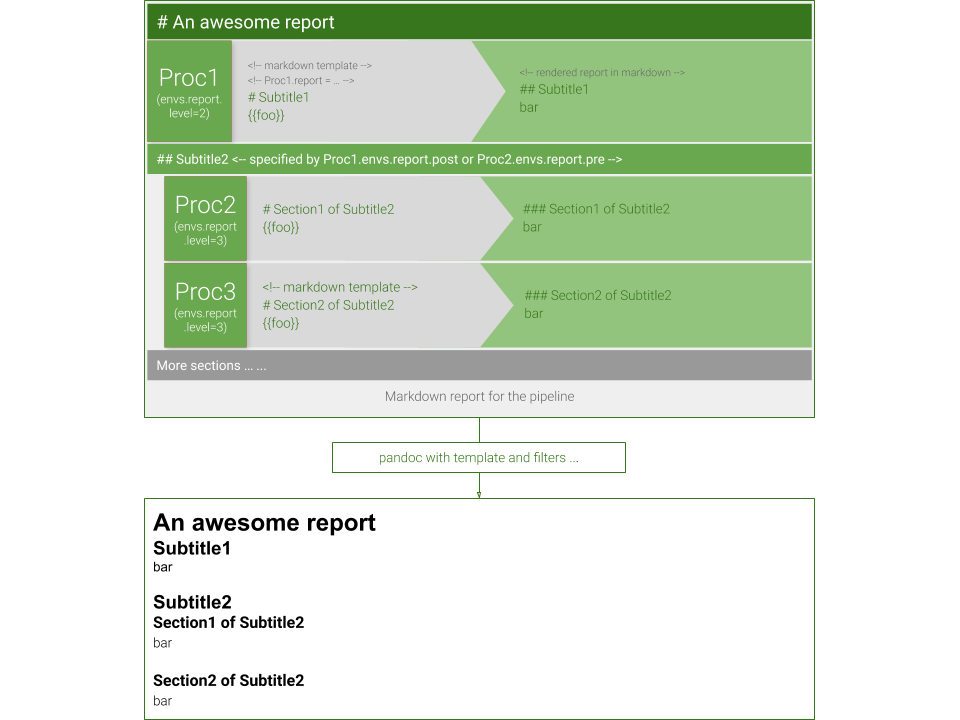 # An awesome report
Proc1
(envs.report.
level=2)
<!-- markdown template -->
<!-- Proc1.report = … -->
# Subtitle1
{{foo}}
<!-- rendered report in markdown -->
## Subtitle1
bar
## Subtitle2 <-- specified by Proc1.envs.report.post or Proc2.envs.report.pre -->
Proc2
(envs.report
.level=3)
# Section1 of Subtitle2
{{foo}}
### Section1 of Subtitle2
bar
Proc3
(envs.report
.level=3)
<!-- markdown template -->
# Section2 of Subtitle2
{{foo}}
### Section2 of Subtitle2
bar
More sections … ...
Markdown report for the pipeline
pandoc with template and filters ...
An awesome report
Subtitle1
bar
Subtitle2
Section1 of Subtitle2
bar
Section2 of Subtitle2
bar